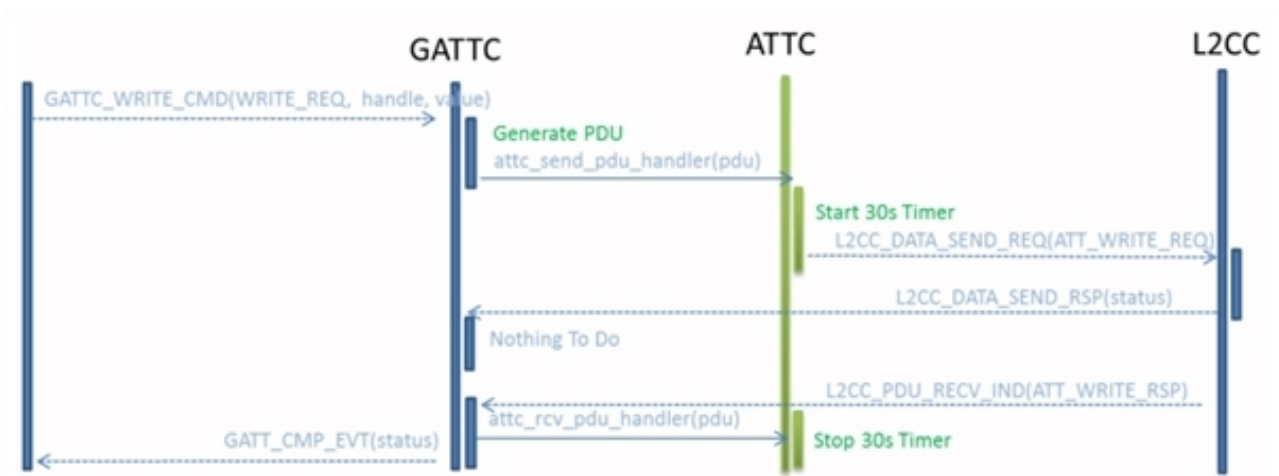 GATTC
ATTC
L2CC
GATTC_WRITE_CMD(WRITE_REQ, handle, value)
Generate PDU
attc_send_pdu_handler(pdu)
Start 30s Timer
L2CC_DATA_SEND_REQ(ATT_WRITE_REQ)
L2CC_DATA_SEND_RSP(status)
Nothing To Do
L2CC_PDU_RECV_IND(ATT_WRITE_RSP)
attc_rcv_pdu_handler(pdu)
GATT_CMP_EVT(status)
Stop 30s Timer